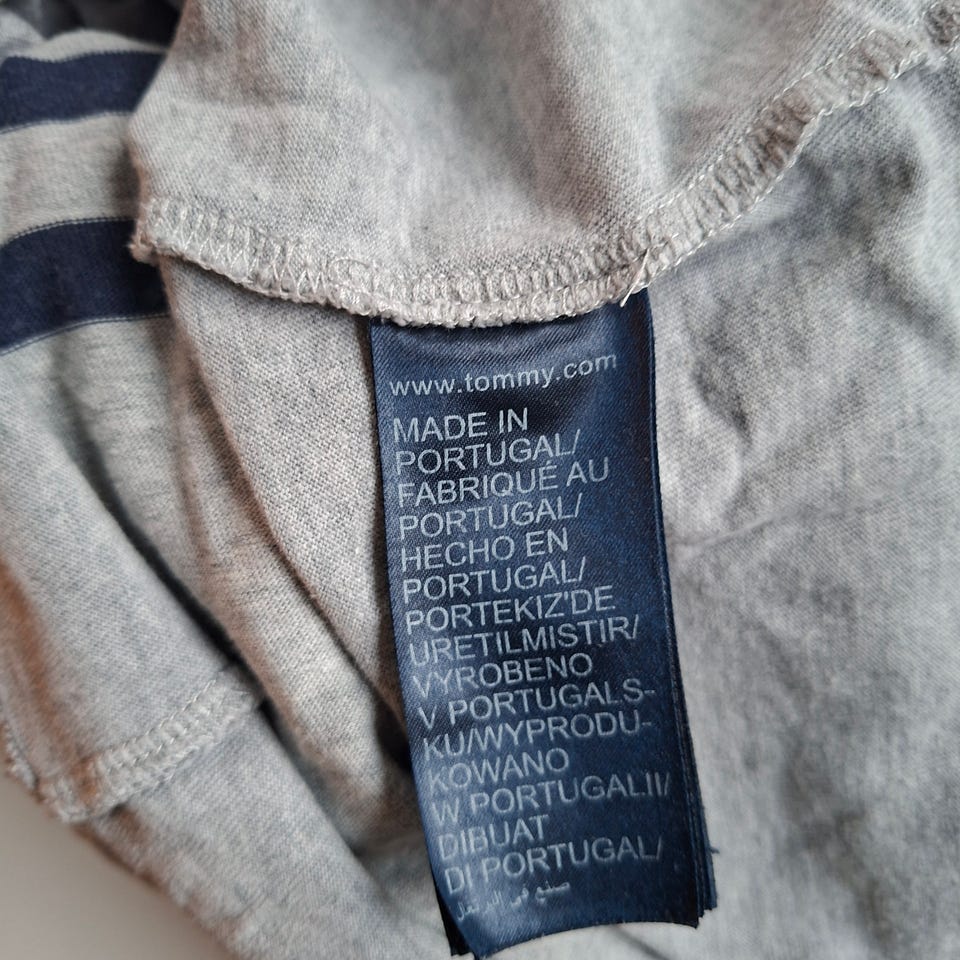 www.tommy.com
MADE IN
PORTUGAL/
FABRIQUÉ AU
PORTUGAL/
HECHO EN
PORTUGAL/
PORTEKIZ'DE
URETILMISTIR/
VYROBENO
V PORTUGALS-
KU/WYPRODU-
KOWANO
W PORTUGALII/
DIBUAT
DI PORTUGAL/
صنع في